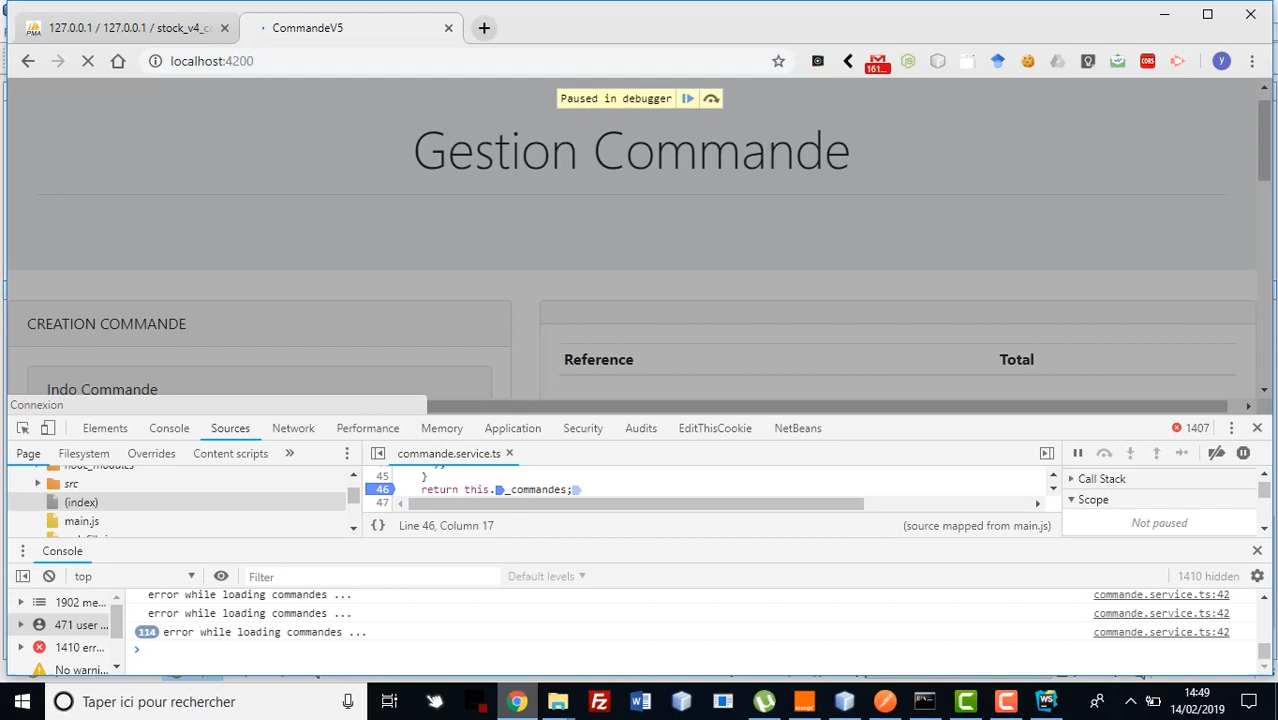 127.0.0.1 / 127.0.0.1 / stock_v4_c
CommandeV5
localhost:4200
161...
CORS
y
Paused in debugger
Gestion Commande
CREATION COMMANDE
Reference Total
Indo Commande
Connexion
Elements Console Sources Network Performance Memory Application Security Audits EditThisCookie NetBeans 1407
Page Filesystem Overrides Content scripts »
commande.service.ts
45 }
src
46 return this._commandes;
(index)
47
main.js
{} Line 46, Column 17 (source mapped from main.js)
Call Stack
Scope
Not paused
Console
top Filter Default levels 1410 hidden
1902 me...
471 user ...
1410 err...
No warni...
error while loading commandes ... commande.service.ts:42
error while loading commandes ... commande.service.ts:42
114 error while loading commandes ... commande.service.ts:42
Taper ici pour rechercher
14:49
14/02/2019